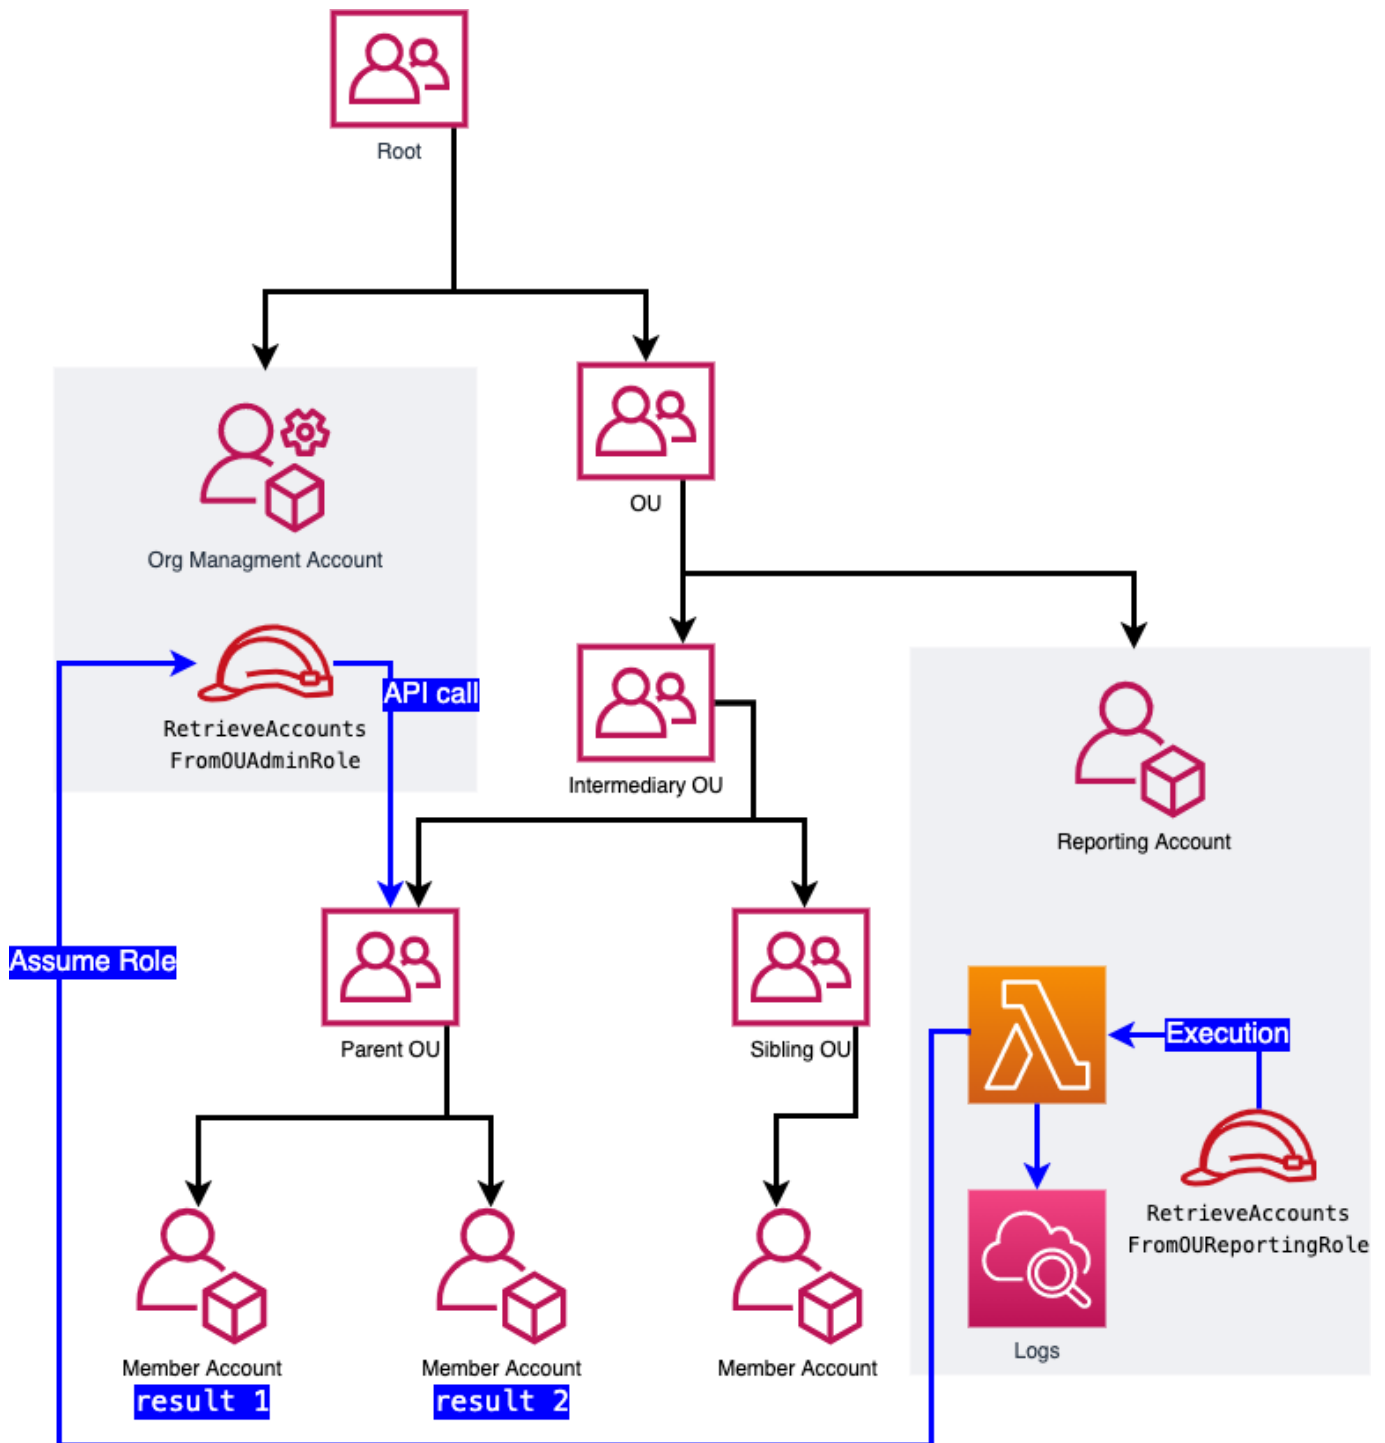 Root
Org Managment Account
OU
RetrieveAccounts
FromOUAdminRole
API call
Intermediary OU
Reporting Account
Assume Role
Parent OU
Sibling OU
Execution
RetrieveAccounts
FromOUReportingRole
Logs
Member Account
result 1
Member Account
result 2
Member Account